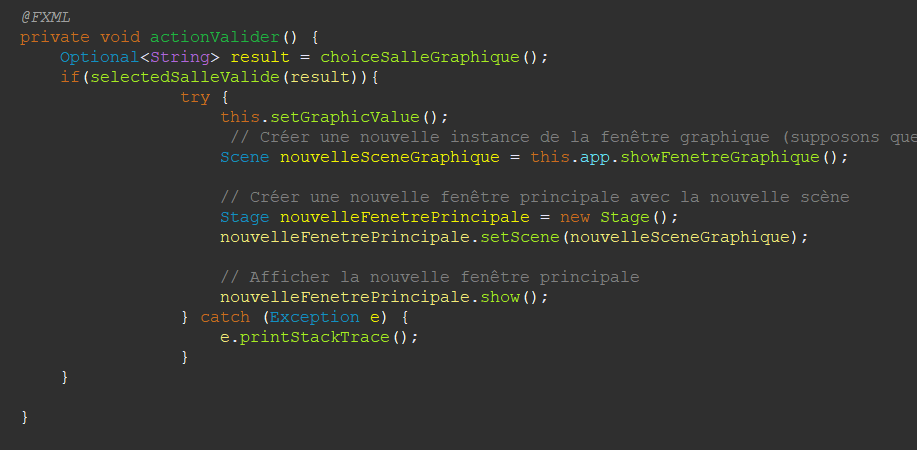 @FXML
private void actionValider() {
    Optional<String> result = choiceSalleGraphique();
    if(selectedSalleValide(result)){
                try {
                    this.setGraphicValue();
                     // Créer une nouvelle instance de la fenêtre graphique (supposons que
                    Scene nouvelleSceneGraphique = this.app.showFenetreGraphique();

                    // Créer une nouvelle fenêtre principale avec la nouvelle scène
                    Stage nouvelleFenetrePrincipale = new Stage();
                    nouvelleFenetrePrincipale.setScene(nouvelleSceneGraphique);

                    // Afficher la nouvelle fenêtre principale
                    nouvelleFenetrePrincipale.show();
                } catch (Exception e) {
                    e.printStackTrace();
                }
    }

}